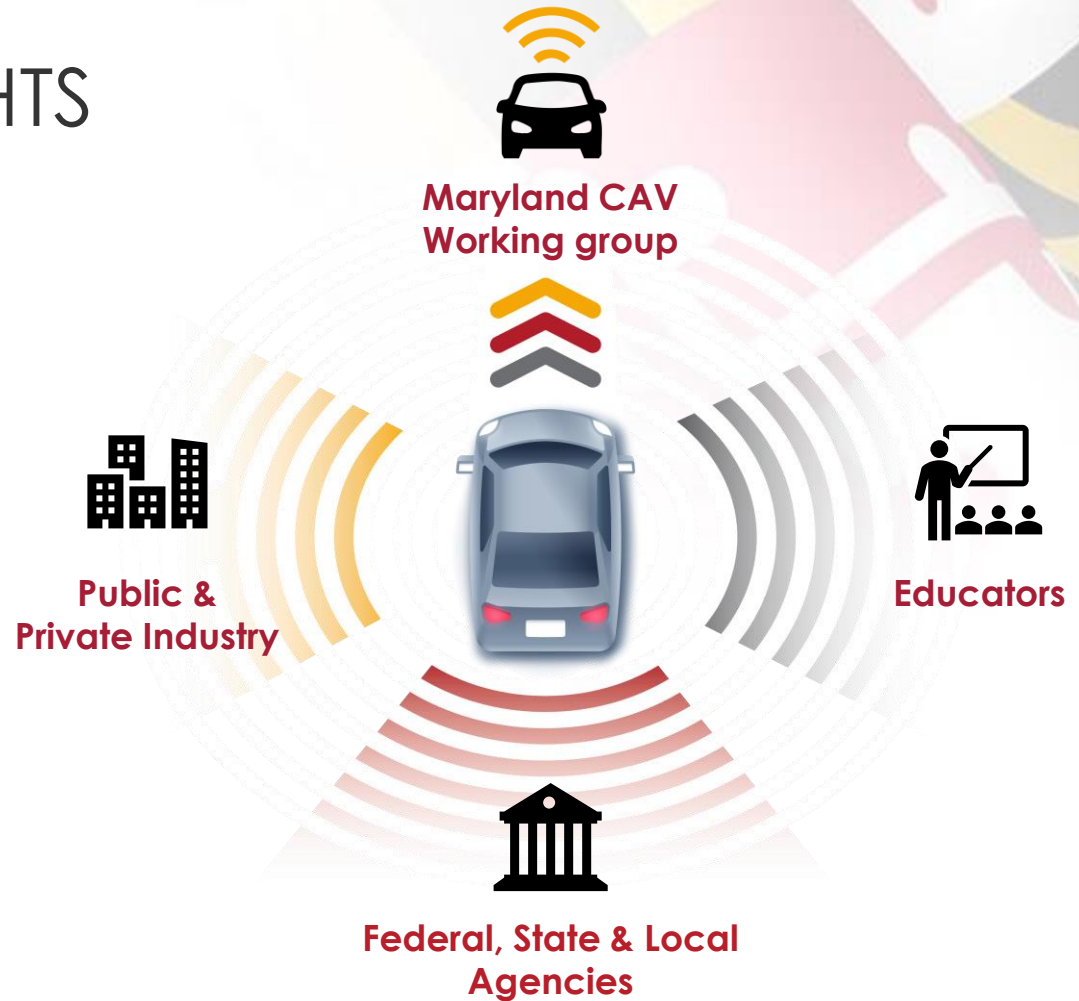 HTS
Maryland CAV
Working group
Public &
Private Industry
Educators
Federal, State & Local
Agencies